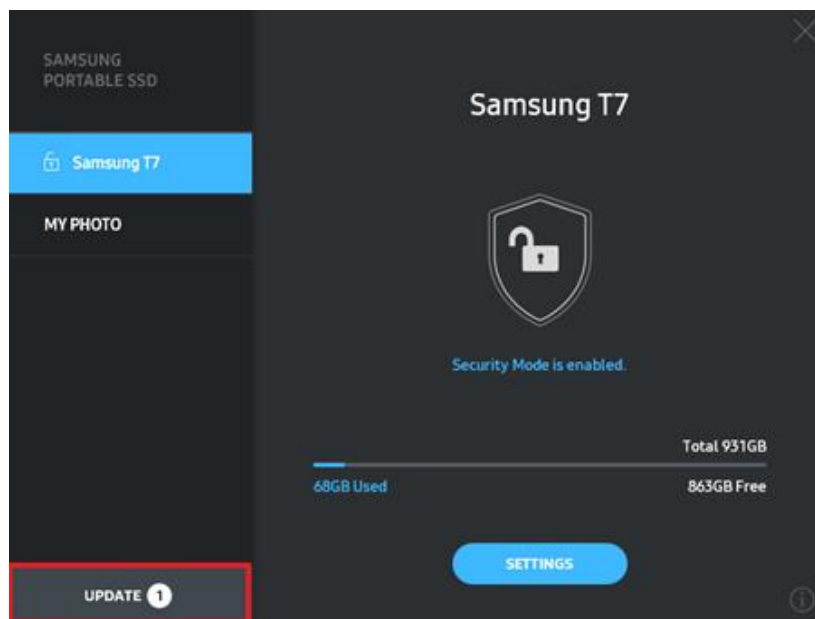 SAMSUNG
PORTABLE SSD
Samsung T7
MY PHOTO
UPDATE 1
Samsung T7
Security Mode is enabled.
Total 931GB
68GB Used
863GB Free
SETTINGS